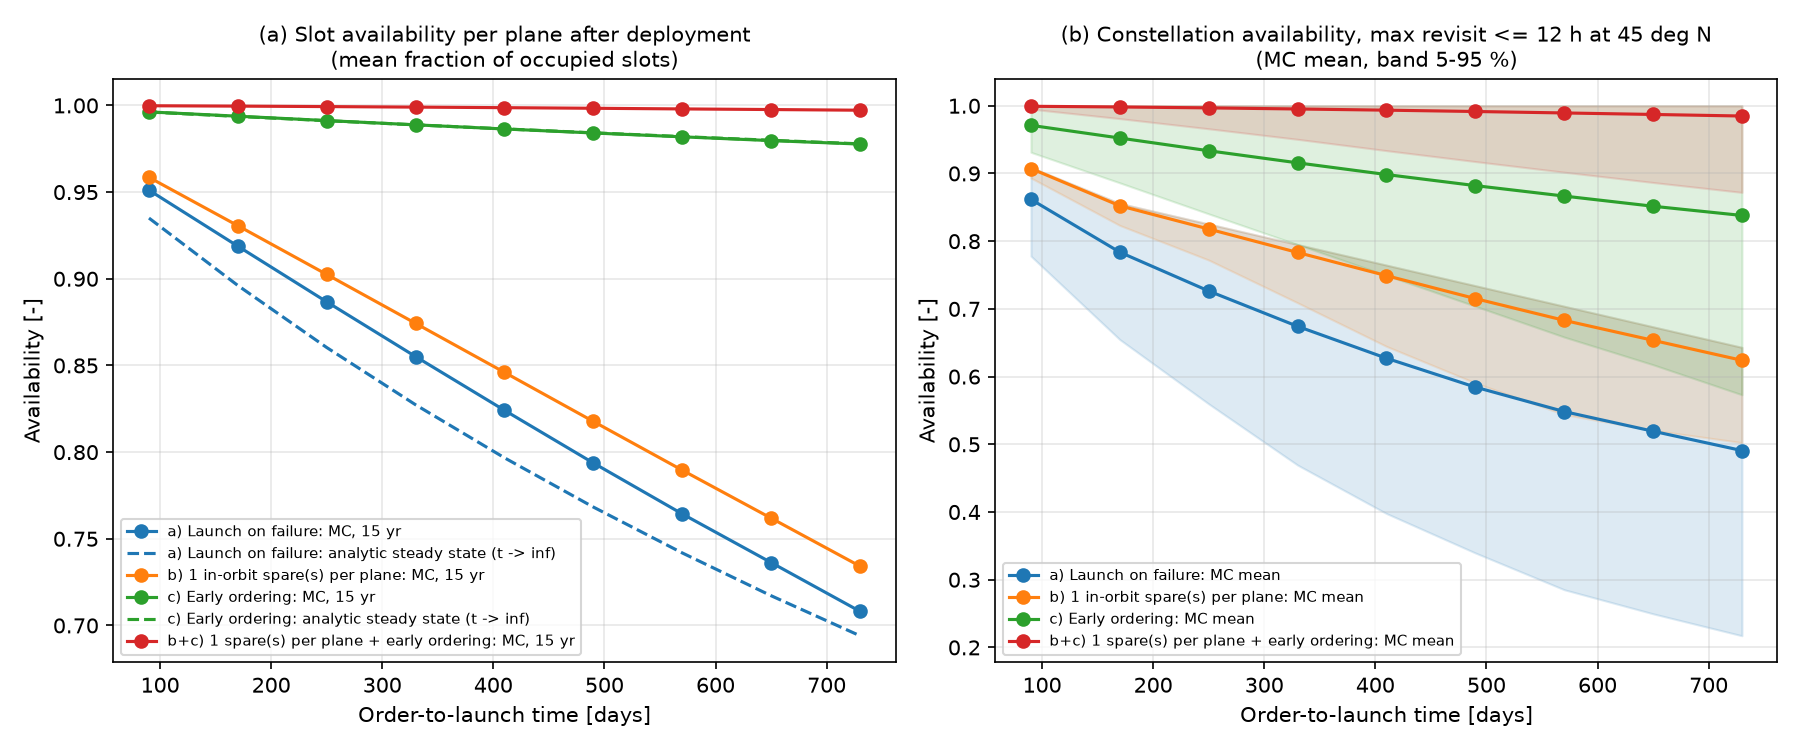 (a) Slot availability per plane after deployment
(mean fraction of occupied slots)
1.00
0.95
0.90
0.85
0.80
0.75
0.70
Availability [-]
a) Launch on failure: MC, 15 yr
a) Launch on failure: analytic steady state (t -> inf)
b) 1 in-orbit spare(s) per plane: MC, 15 yr
c) Early ordering: MC, 15 yr
c) Early ordering: analytic steady state (t -> inf)
b+c) 1 spare(s) per plane + early ordering: MC, 15 yr
100 200 300 400 500 600 700
Order-to-launch time [days]
(b) Constellation availability, max revisit <= 12 h at 45 deg N
(MC mean, band 5-95 %)
1.0
0.9
0.8
0.7
0.6
0.5
0.4
0.3
0.2
Availability [-]
a) Launch on failure: MC mean
b) 1 in-orbit spare(s) per plane: MC mean
c) Early ordering: MC mean
b+c) 1 spare(s) per plane + early ordering: MC mean
100 200 300 400 500 600 700
Order-to-launch time [days]